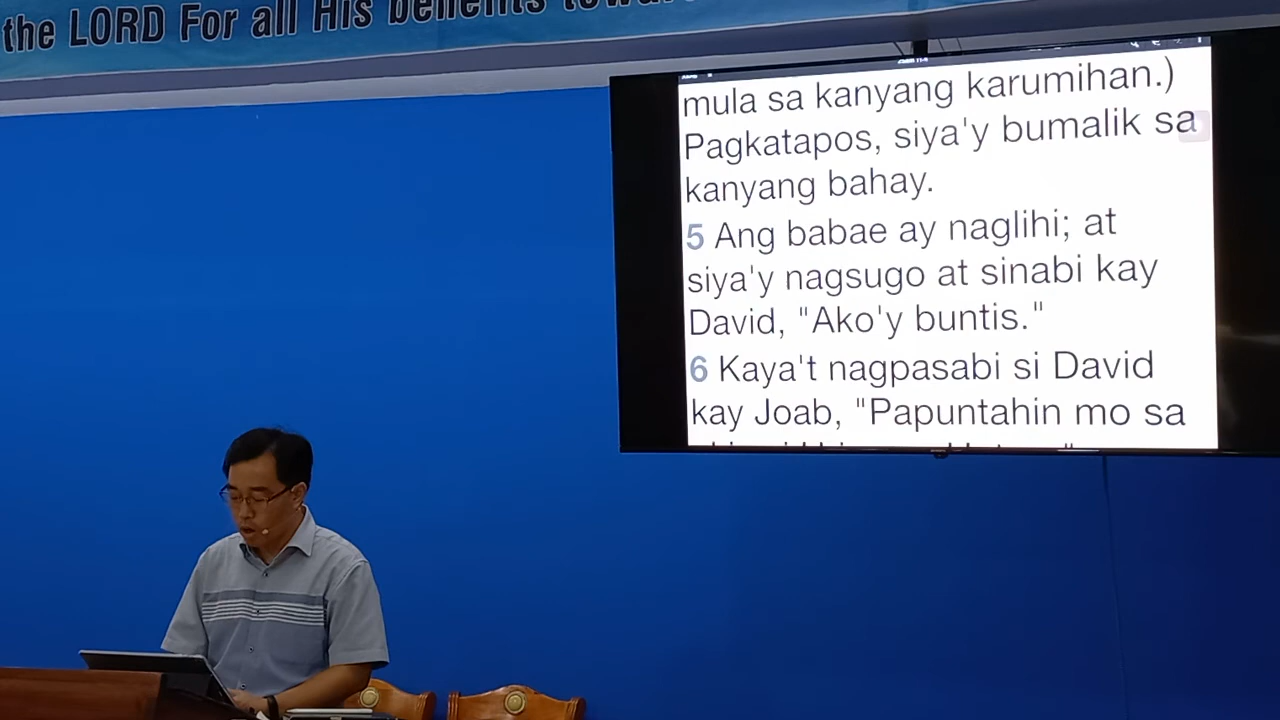 the LORD For all His benefits
mula sa kanyang karumihan.)
Pagkatapos, siya'y bumalik sa
kanyang bahay.
5 Ang babae ay naglihi; at
siya'y nagsugo at sinabi kay
David, "Ako'y buntis."
6 Kaya't nagpasabi si David
kay Joab, "Papuntahin mo sa